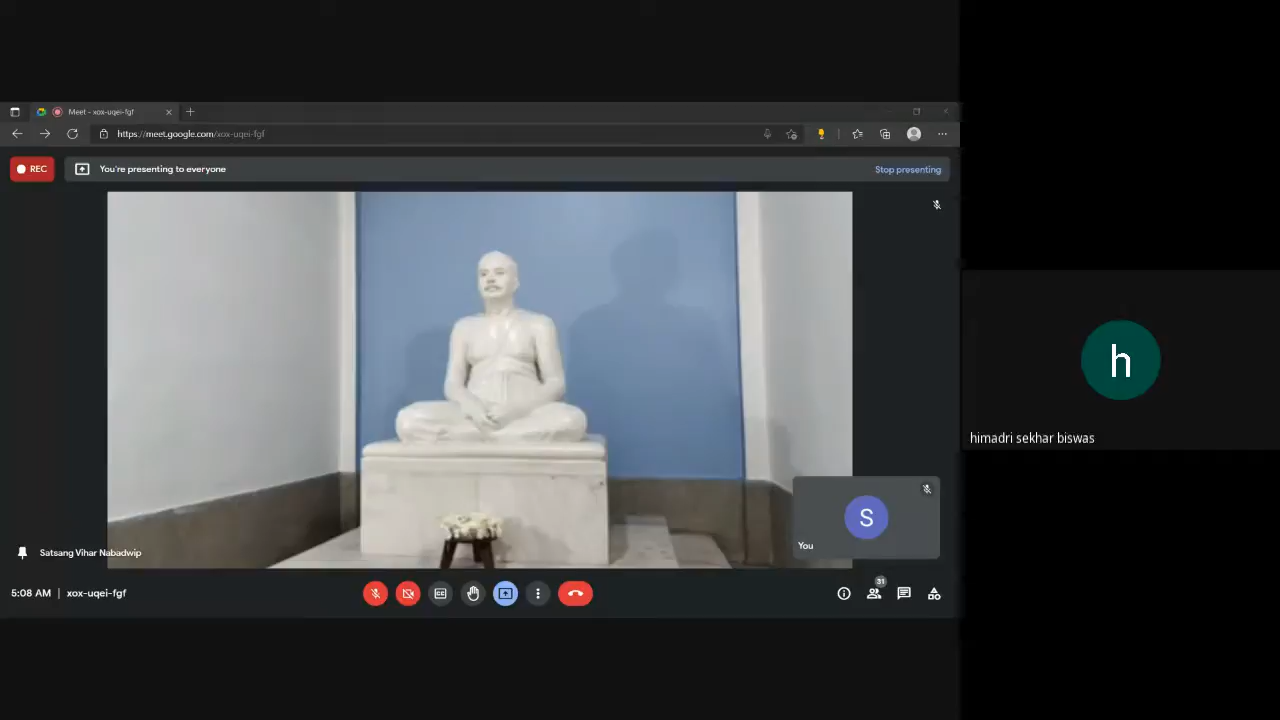 Meet - xox-uqei-fgf
https://meet.google.com/xox-uqei-fgf
REC
You're presenting to everyone
Stop presenting
h
himadri sekhar biswas
S
You
Satsang Vihar Nabadwip
5:08 AM | xox-uqei-fgf
31